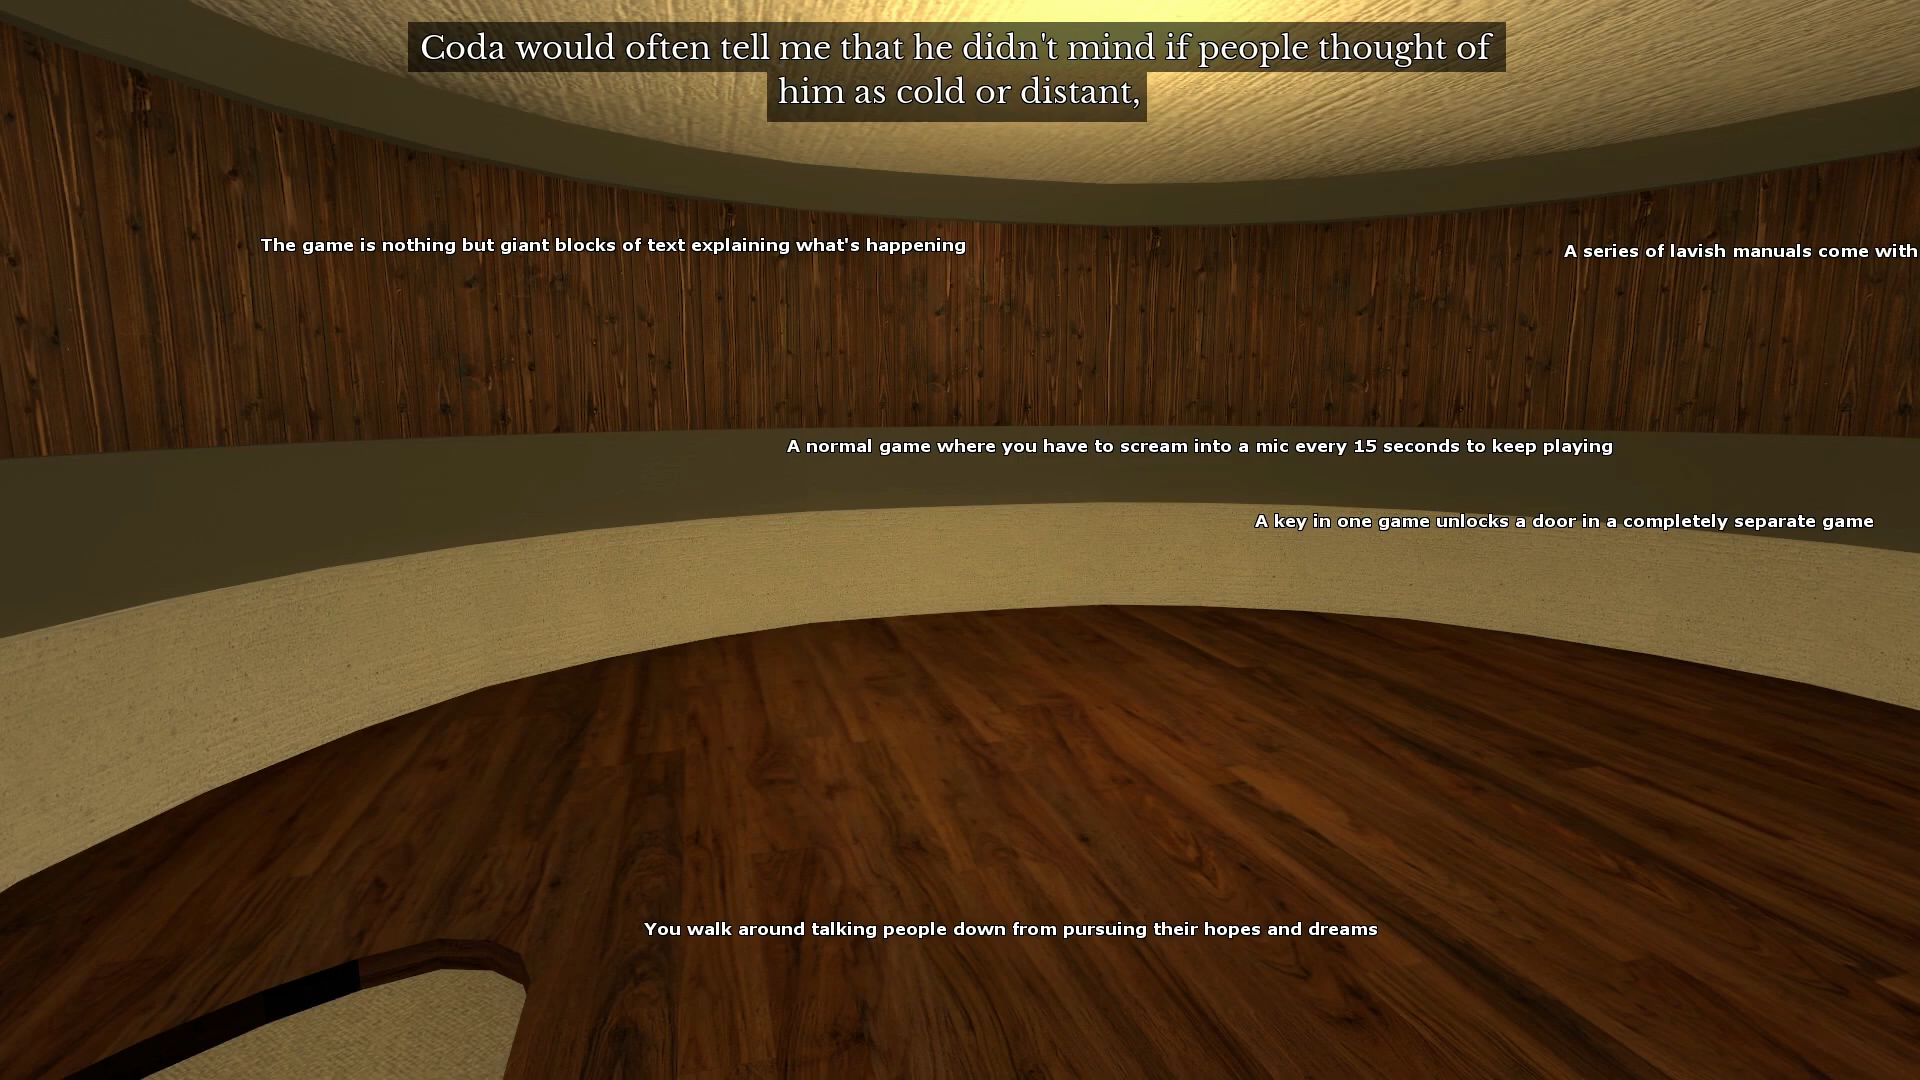 Coda would often tell me that he didn't mind if people thought of
him as cold or distant,
The game is nothing but giant blocks of text explaining what's happening
A series of lavish manuals come with
A normal game where you have to scream into a mic every 15 seconds to keep playing
A key in one game unlocks a door in a completely separate game
You walk around talking people down from pursuing their hopes and dreams